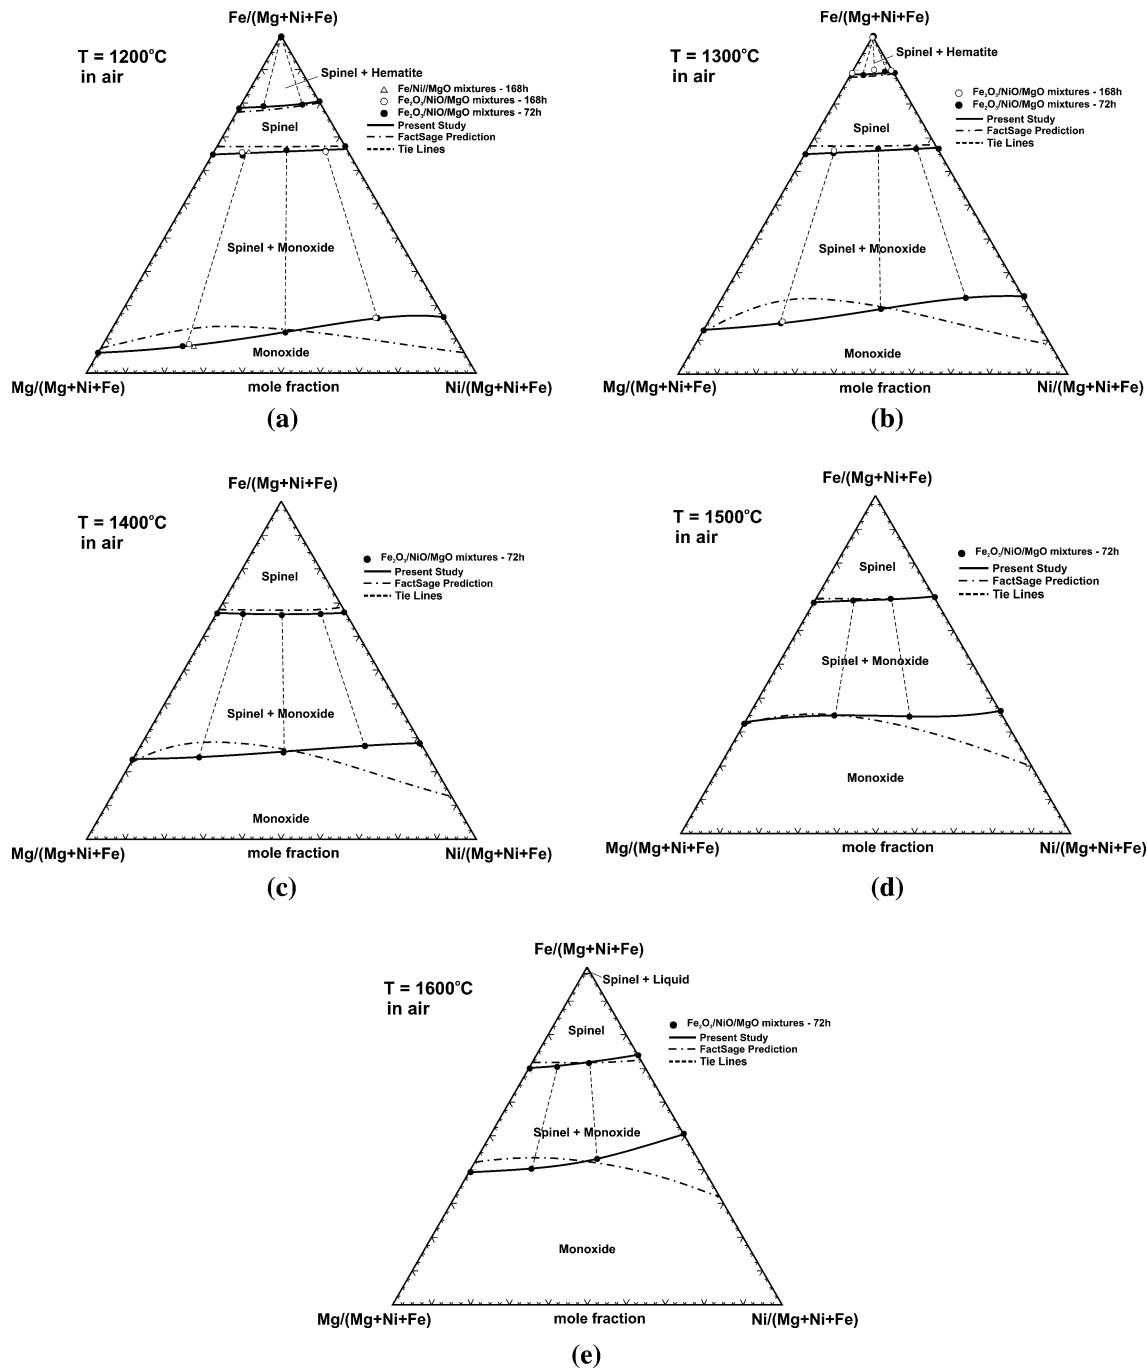 Fe/(Mg+Ni+Fe)
T = 1200°C
in air
Spinel + Hematite
Fe/Ni//MgO mixtures - 168h
Fe₂O₃/NiO/MgO mixtures - 168h
Fe₂O₃/NiO/MgO mixtures - 72h
Present Study
FactSage Prediction
Tie Lines
Spinel
Spinel + Monoxide
Monoxide
Mg/(Mg+Ni+Fe)
mole fraction
Ni/(Mg+Ni+Fe)
(a)
Fe/(Mg+Ni+Fe)
T = 1300°C
in air
Spinel + Hematite
Fe₂O₃/NiO/MgO mixtures - 168h
Fe₂O₃/NiO/MgO mixtures - 72h
Present Study
FactSage Prediction
Tie Lines
Spinel
Spinel + Monoxide
Monoxide
Mg/(Mg+Ni+Fe)
mole fraction
Ni/(Mg+Ni+Fe)
(b)
Fe/(Mg+Ni+Fe)
T = 1400°C
in air
Fe₂O₃/NiO/MgO mixtures - 72h
Present Study
FactSage Prediction
Tie Lines
Spinel
Spinel + Monoxide
Monoxide
Mg/(Mg+Ni+Fe)
mole fraction
Ni/(Mg+Ni+Fe)
(c)
Fe/(Mg+Ni+Fe)
T = 1500°C
in air
Fe₂O₃/NiO/MgO mixtures - 72h
Present Study
FactSage Prediction
Tie Lines
Spinel
Spinel + Monoxide
Monoxide
Mg/(Mg+Ni+Fe)
mole fraction
Ni/(Mg+Ni+Fe)
(d)
Fe/(Mg+Ni+Fe)
T = 1600°C
in air
Spinel + Liquid
Fe₂O₃/NiO/MgO mixtures - 72h
Present Study
FactSage Prediction
Tie Lines
Spinel
Spinel + Monoxide
Monoxide
Mg/(Mg+Ni+Fe)
mole fraction
Ni/(Mg+Ni+Fe)
(e)